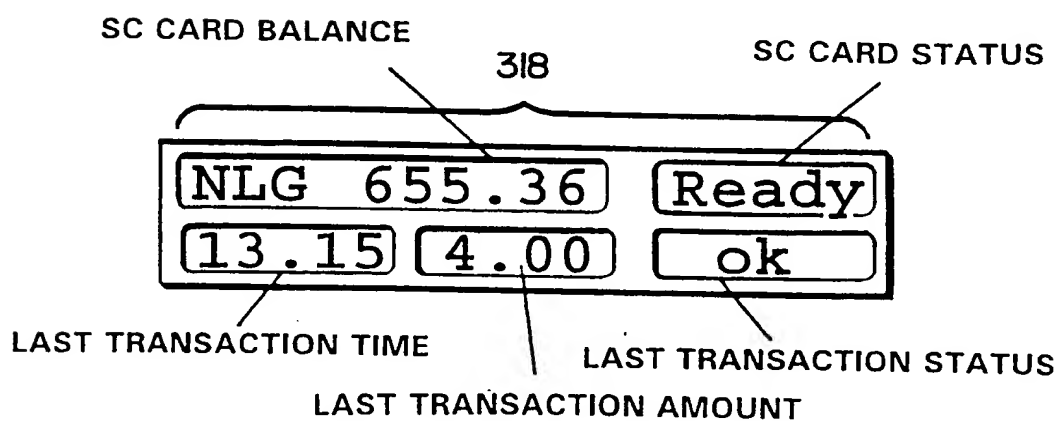 SC CARD BALANCE
318
SC CARD STATUS
NLG 655.36 Ready
13.15 4.00 ok
LAST TRANSACTION TIME
LAST TRANSACTION STATUS
LAST TRANSACTION AMOUNT